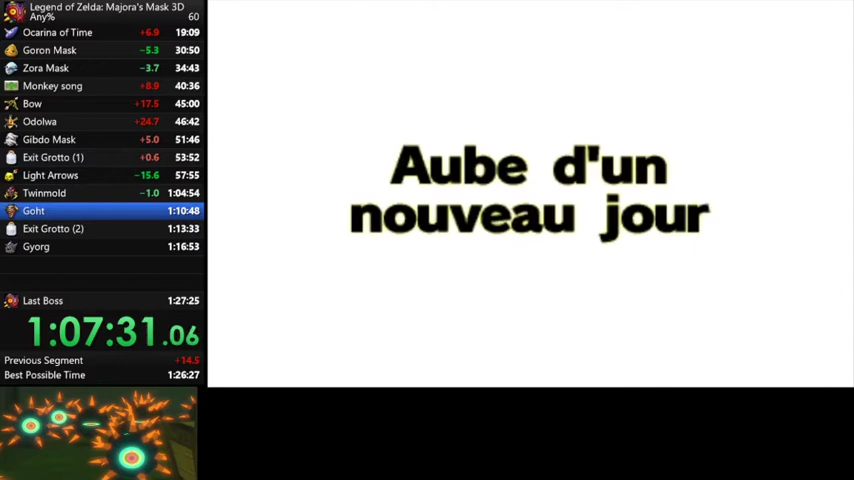 Legend of Zelda: Majora's Mask 3D
Any% 60
Ocarina of Time +6.9 19:09
Goron Mask −5.3 30:50
Zora Mask −3.7 34:43
Monkey song +8.9 40:36
Bow +17.5 45:00
Odolwa +24.7 46:42
Gibdo Mask +5.0 51:46
Exit Grotto (1) +0.6 53:52
Light Arrows −15.6 57:55
Twinmold −1.0 1:04:54
Goht 1:10:48
Exit Grotto (2) 1:13:33
Gyorg 1:16:53
Last Boss 1:27:25
1:07:31.06
Previous Segment +14.5
Best Possible Time 1:26:27
Aube d'un
nouveau jour